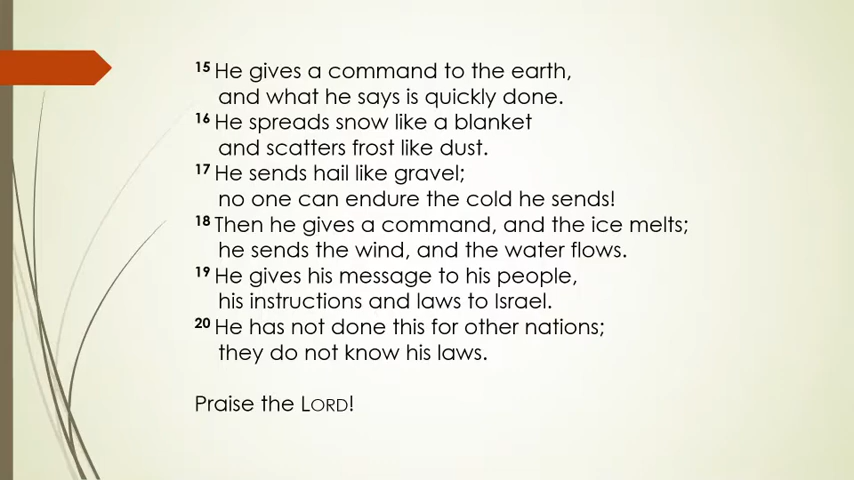 15 He gives a command to the earth,
and what he says is quickly done.
16 He spreads snow like a blanket
and scatters frost like dust.
17 He sends hail like gravel;
no one can endure the cold he sends!
18 Then he gives a command, and the ice melts;
he sends the wind, and the water flows.
19 He gives his message to his people,
his instructions and laws to Israel.
20 He has not done this for other nations;
they do not know his laws.
Praise the LORD!